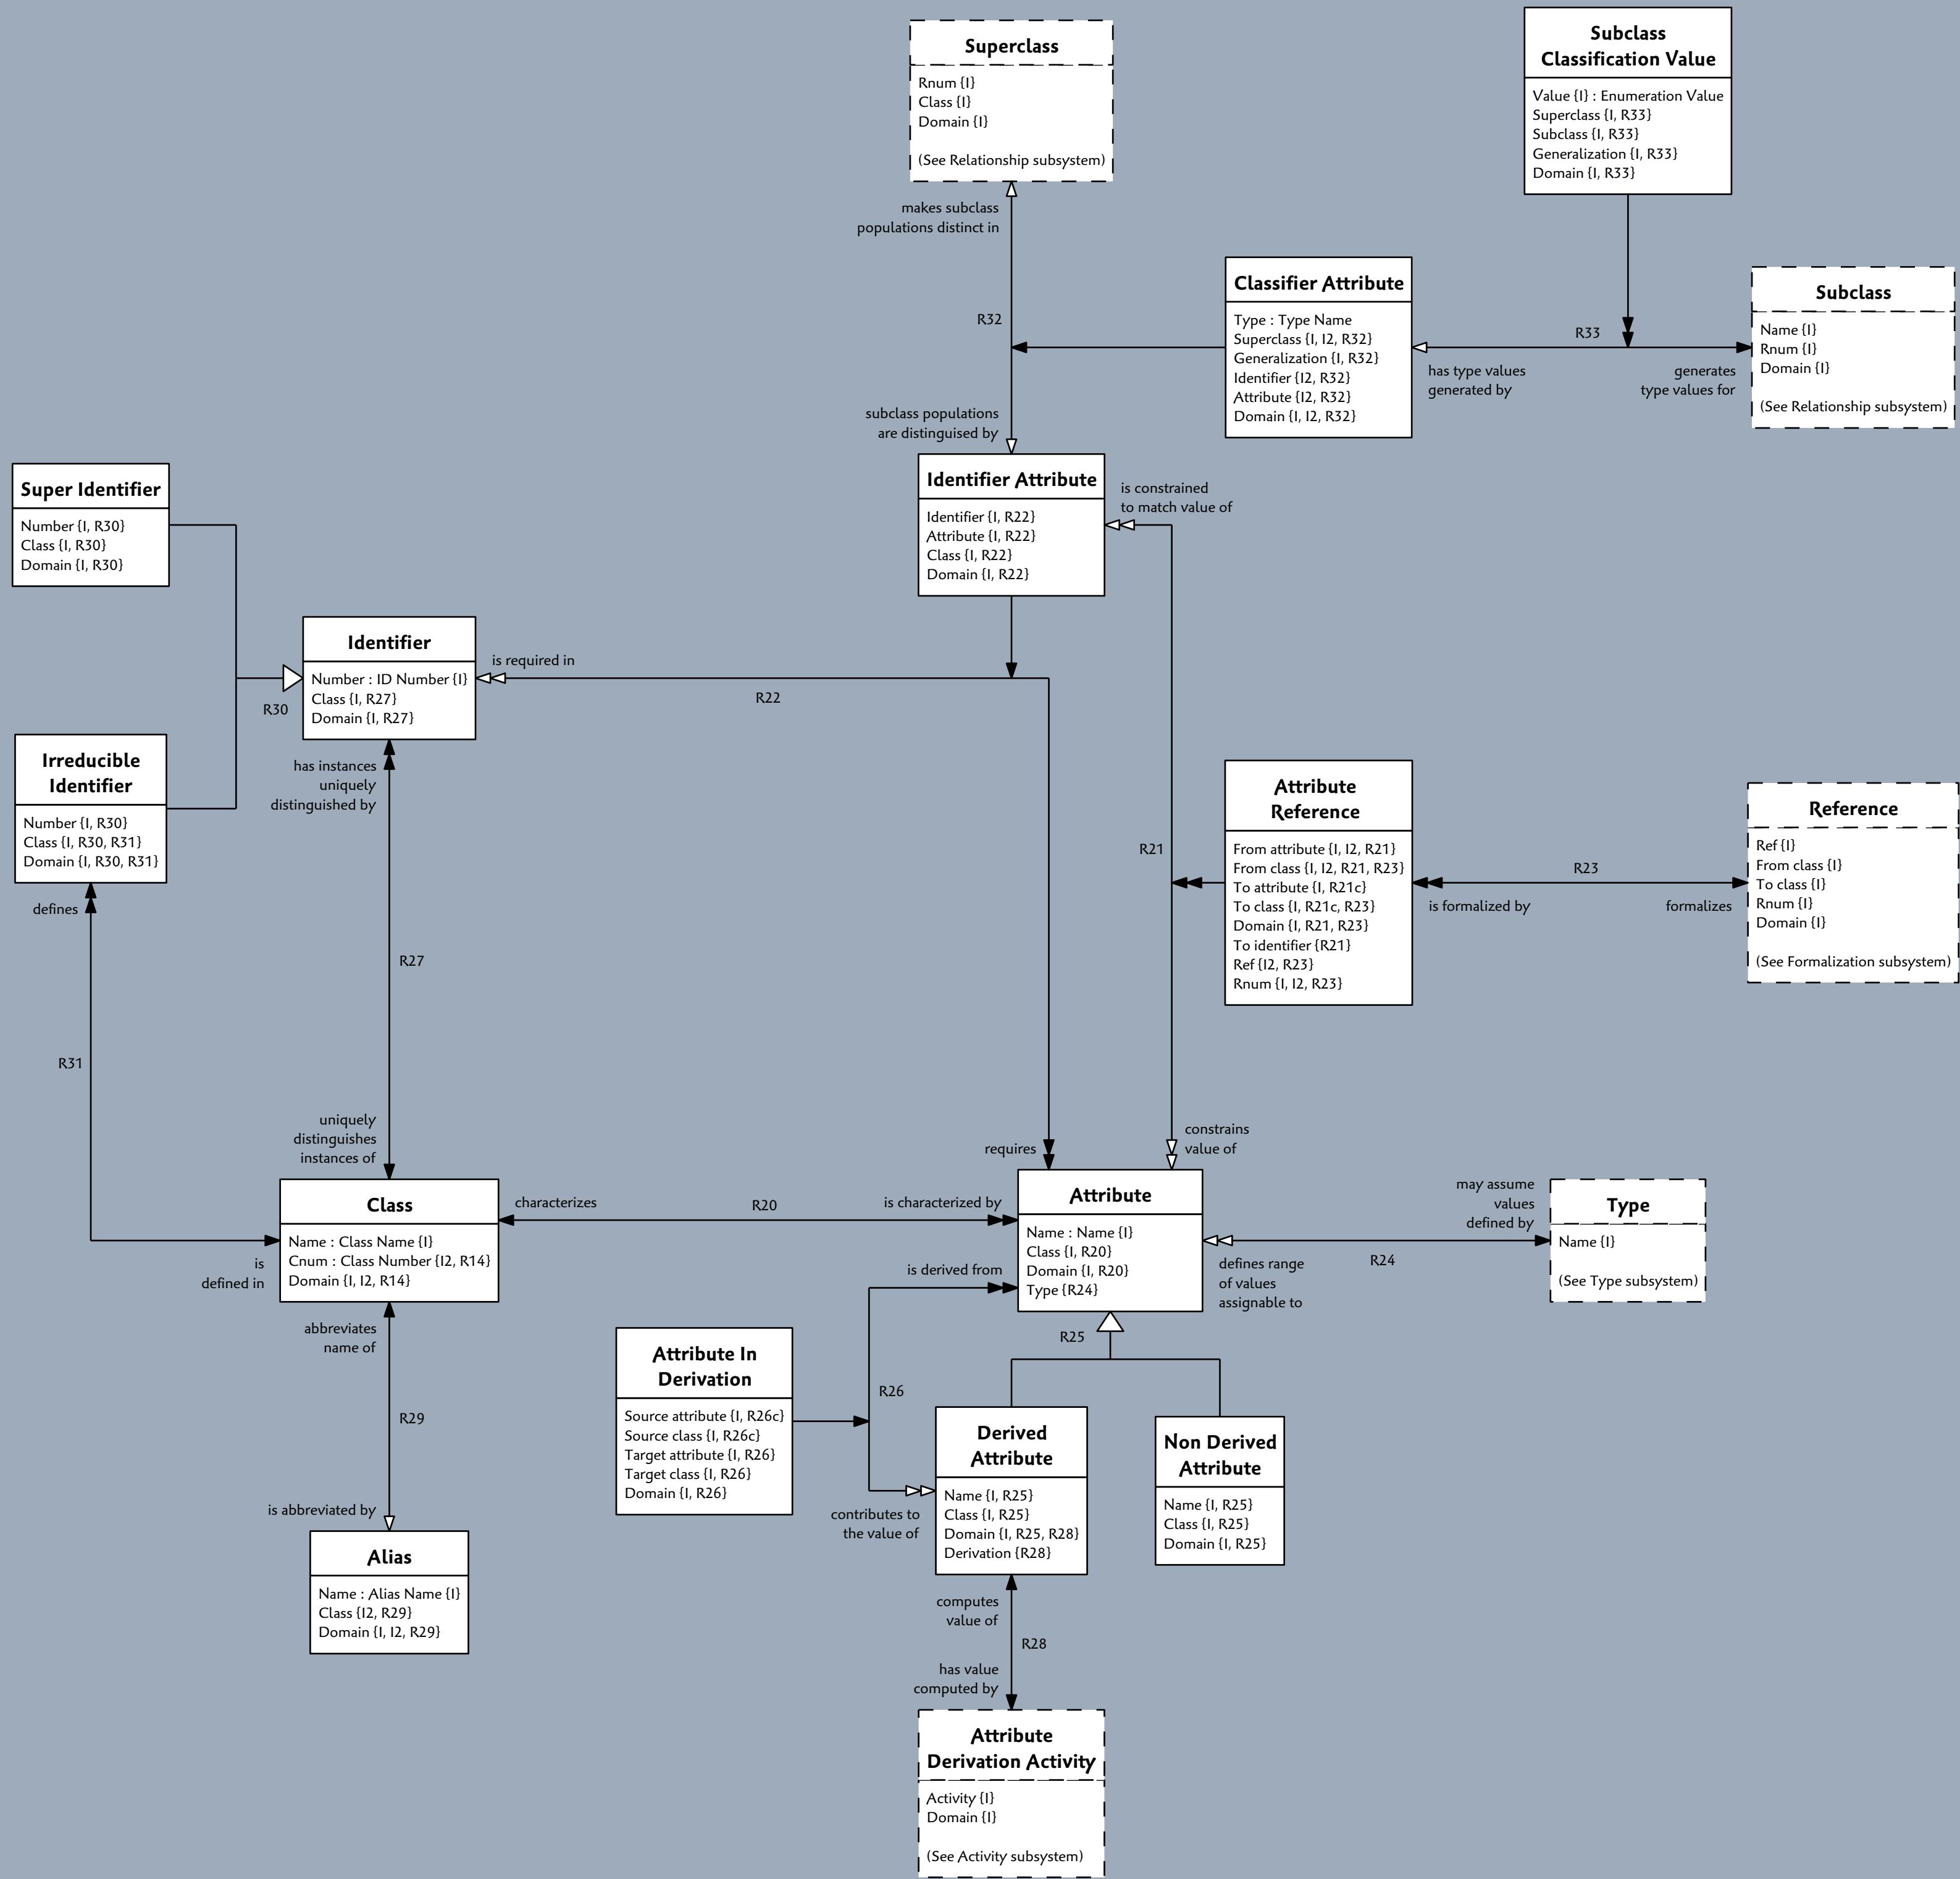 Superclass
Rnum {I}
Class {I}
Domain {I}
(See Relationship subsystem)
Subclass
Classification Value
Value {I} : Enumeration Value
Superclass {I, R33}
Subclass {I, R33}
Generalization {I, R33}
Domain {I, R33}
makes subclass
populations distinct in
R32
subclass populations
are distinguised by
Classifier Attribute
Type : Type Name
Superclass {I, I2, R32}
Generalization {I, R32}
Identifier {I2, R32}
Attribute {I2, R32}
Domain {I, I2, R32}
R33
has type values
generated by
generates
type values for
Subclass
Name {I}
Rnum {I}
Domain {I}
(See Relationship subsystem)
Super Identifier
Number {I, R30}
Class {I, R30}
Domain {I, R30}
Identifier Attribute
Identifier {I, R22}
Attribute {I, R22}
Class {I, R22}
Domain {I, R22}
is constrained
to match value of
Identifier
Number : ID Number {I}
Class {I, R27}
Domain {I, R27}
is required in
R22
R30
Irreducible
Identifier
Number {I, R30}
Class {I, R30, R31}
Domain {I, R30, R31}
has instances
uniquely
distinguished by
defines
R27
R31
uniquely
distinguishes
instances of
R21
Attribute
Reference
From attribute {I, I2, R21}
From class {I, I2, R21, R23}
To attribute {I, R21c}
To class {I, R21c, R23}
Domain {I, R21, R23}
To identifier {R21}
Ref {I2, R23}
Rnum {I, I2, R23}
R23
is formalized by
formalizes
Reference
Ref {I}
From class {I}
To class {I}
Rnum {I}
Domain {I}
(See Formalization subsystem)
requires
constrains
value of
Class
Name : Class Name {I}
Cnum : Class Number {I2, R14}
Domain {I, I2, R14}
is
defined in
characterizes
R20
is characterized by
Attribute
Name : Name {I}
Class {I, R20}
Domain {I, R20}
Type {R24}
may assume
values
defined by
R24
defines range
of values
assignable to
Type
Name {I}
(See Type subsystem)
is derived from
R25
abbreviates
name of
R29
is abbreviated by
Alias
Name : Alias Name {I}
Class {I2, R29}
Domain {I, I2, R29}
Attribute In
Derivation
Source attribute {I, R26c}
Source class {I, R26c}
Target attribute {I, R26}
Target class {I, R26}
Domain {I, R26}
R26
contributes to
the value of
Derived
Attribute
Name {I, R25}
Class {I, R25}
Domain {I, R25, R28}
Derivation {R28}
Non Derived
Attribute
Name {I, R25}
Class {I, R25}
Domain {I, R25}
computes
value of
R28
has value
computed by
Attribute
Derivation Activity
Activity {I}
Domain {I}
(See Activity subsystem)